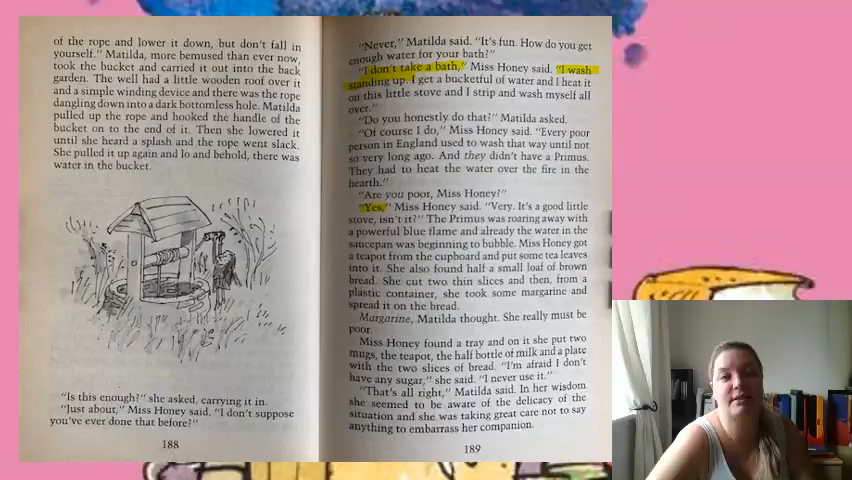 of the rope and lower it down, but don't fall in
yourself." Matilda, more bemused than ever now,
took the bucket and carried it out into the back
garden. The well had a little wooden roof over it
and a simple winding device and there was the rope
dangling down into a dark bottomless hole. Matilda
pulled up the rope and hooked the handle of the
bucket on to the end of it. Then she lowered it
until she heard a splash and the rope went slack.
She pulled it up again and lo and behold, there was
water in the bucket.
"Is this enough?" she asked, carrying it in.
"Just about," Miss Honey said. "I don't suppose
you've ever done that before?"
188
"Never," Matilda said. "It's fun. How do you get
enough water for your bath?"
"I don't take a bath," Miss Honey said. "I wash
standing up. I get a bucketful of water and I heat it
on this little stove and I strip and wash myself all
over."
"Do you honestly do that?" Matilda asked.
"Of course I do," Miss Honey said. "Every poor
person in England used to wash that way until not
so very long ago. And they didn't have a Primus.
They had to heat the water over the fire in the
hearth."
"Are you poor, Miss Honey?"
"Yes," Miss Honey said. "Very. It's a good little
stove, isn't it?" The Primus was roaring away with
a powerful blue flame and already the water in the
saucepan was beginning to bubble. Miss Honey got
a teapot from the cupboard and put some tea leaves
into it. She also found half a small loaf of brown
bread. She cut two thin slices and then, from a
plastic container, she took some margarine and
spread it on the bread.
Margarine, Matilda thought. She really must be
poor.
Miss Honey found a tray and on it she put two
mugs, the teapot, the half bottle of milk and a plate
with the two slices of bread. "I'm afraid I don't
have any sugar," she said. "I never use it."
"That's all right," Matilda said. In her wisdom
she seemed to be aware of the delicacy of the
situation and she was taking great care not to say
anything to embarrass her companion.
189